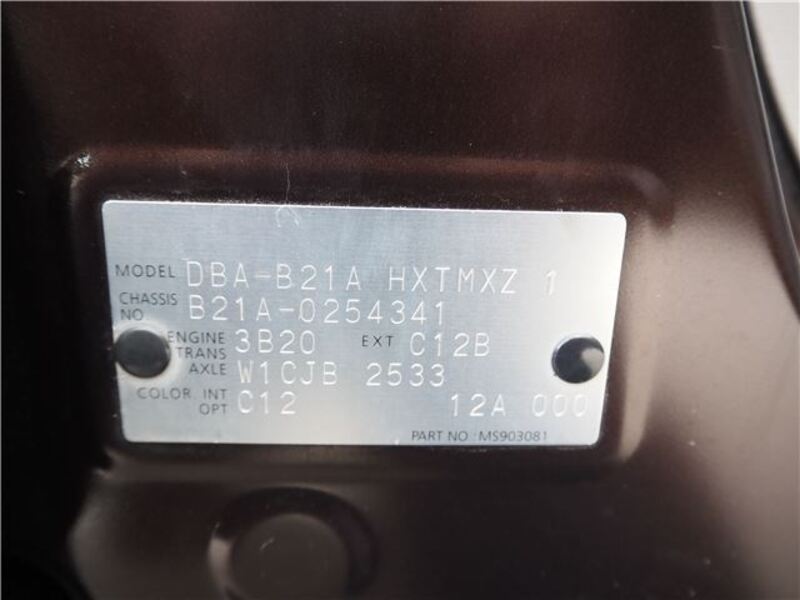 MODEL DBA-B21A HXTMXZ 1
CHASSIS NO B21A-0254341
ENGINE 3B20 EXT C12B
TRANS AXLE W1CJB 2533
COLOR. INT OPT C12 12A 000
PART NO MS903081